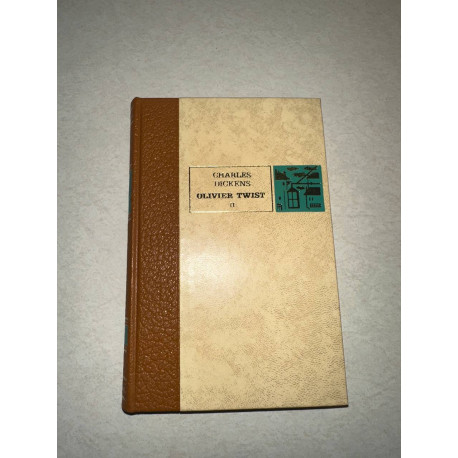 CHARLES
DICKENS
OLIVIER TWIST
II